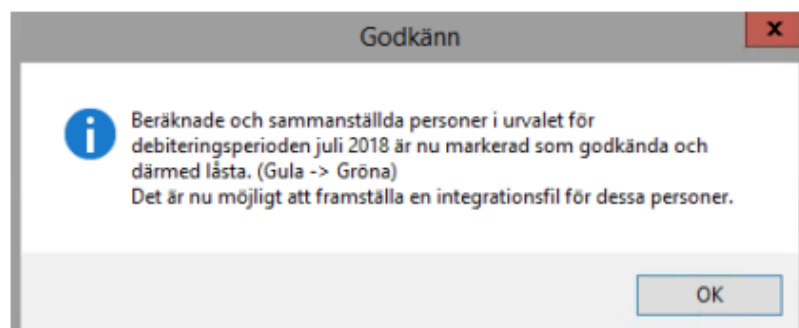 Godkänn
x
Beräknade och sammanställda personer i urvalet för
debiteringsperioden juli 2018 är nu markerad som godkända och
därmed låsta. (Gula -> Gröna)
Det är nu möjligt att framställa en integrationsfil för dessa personer.
OK